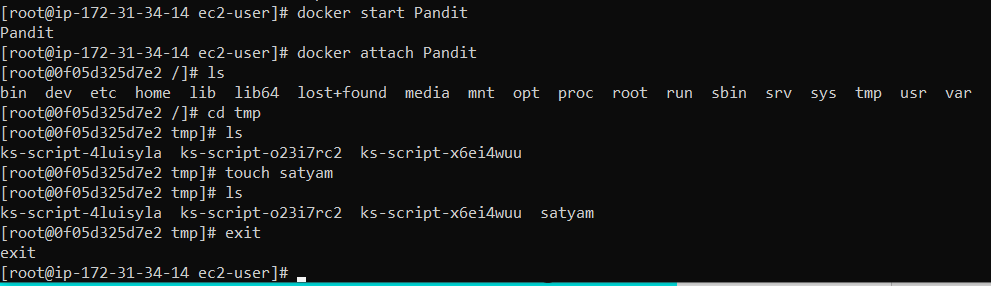 [root@ip-172-31-34-14 ec2-user]# docker start Pandit
Pandit
[root@ip-172-31-34-14 ec2-user]# docker attach Pandit
[root@0f05d325d7e2 /]# ls
bin  dev  etc  home  lib  lib64  lost+found  media  mnt  opt  proc  root  run  sbin  srv  sys  tmp  usr  var
[root@0f05d325d7e2 /]# cd tmp
[root@0f05d325d7e2 tmp]# ls
ks-script-4luisyla  ks-script-o23i7rc2  ks-script-x6ei4wuu
[root@0f05d325d7e2 tmp]# touch satyam
[root@0f05d325d7e2 tmp]# ls
ks-script-4luisyla  ks-script-o23i7rc2  ks-script-x6ei4wuu  satyam
[root@0f05d325d7e2 tmp]# exit
exit
[root@ip-172-31-34-14 ec2-user]#